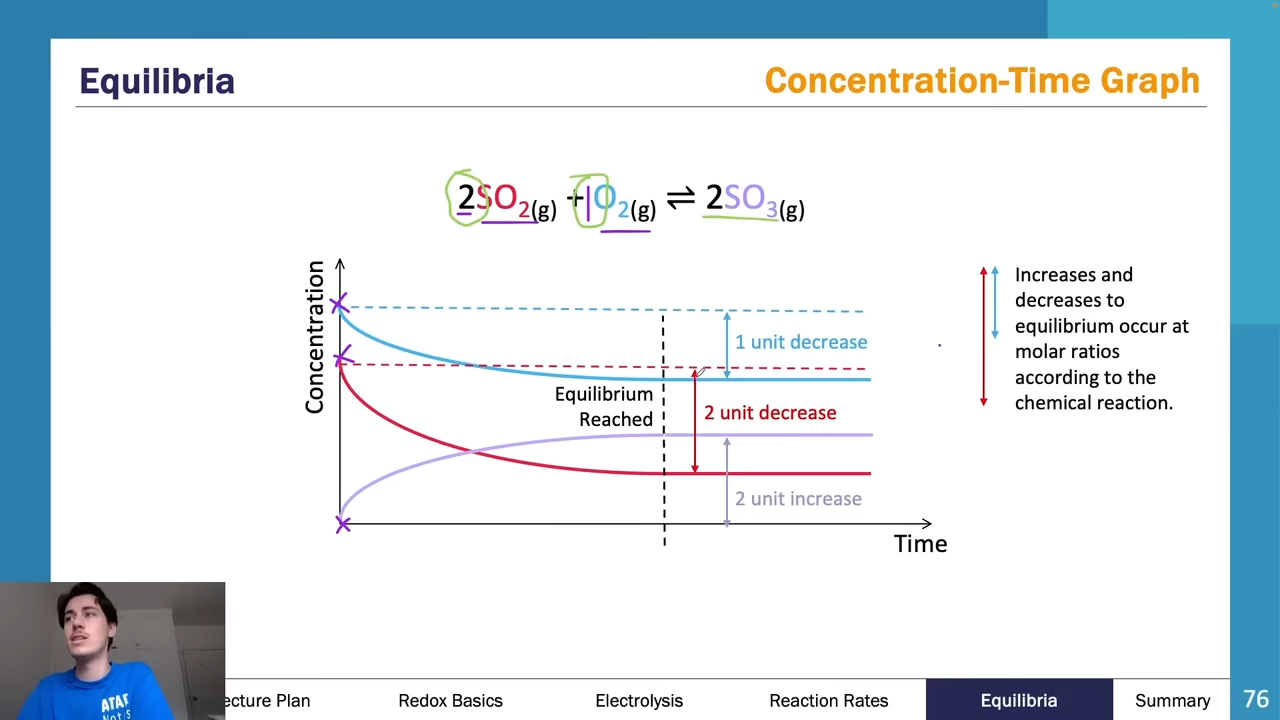 Equilibria
Concentration-Time Graph
2SO2(g) + | O2(g) ⇌ 2SO3(g)
Concentration
1 unit decrease
Equilibrium
Reached
2 unit decrease
2 unit increase
Time
Increases and
decreases to
equilibrium occur at
molar ratios
according to the
chemical reaction.
ATAR
Notes
ecture Plan
Redox Basics
Electrolysis
Reaction Rates
Equilibria
Summary
76